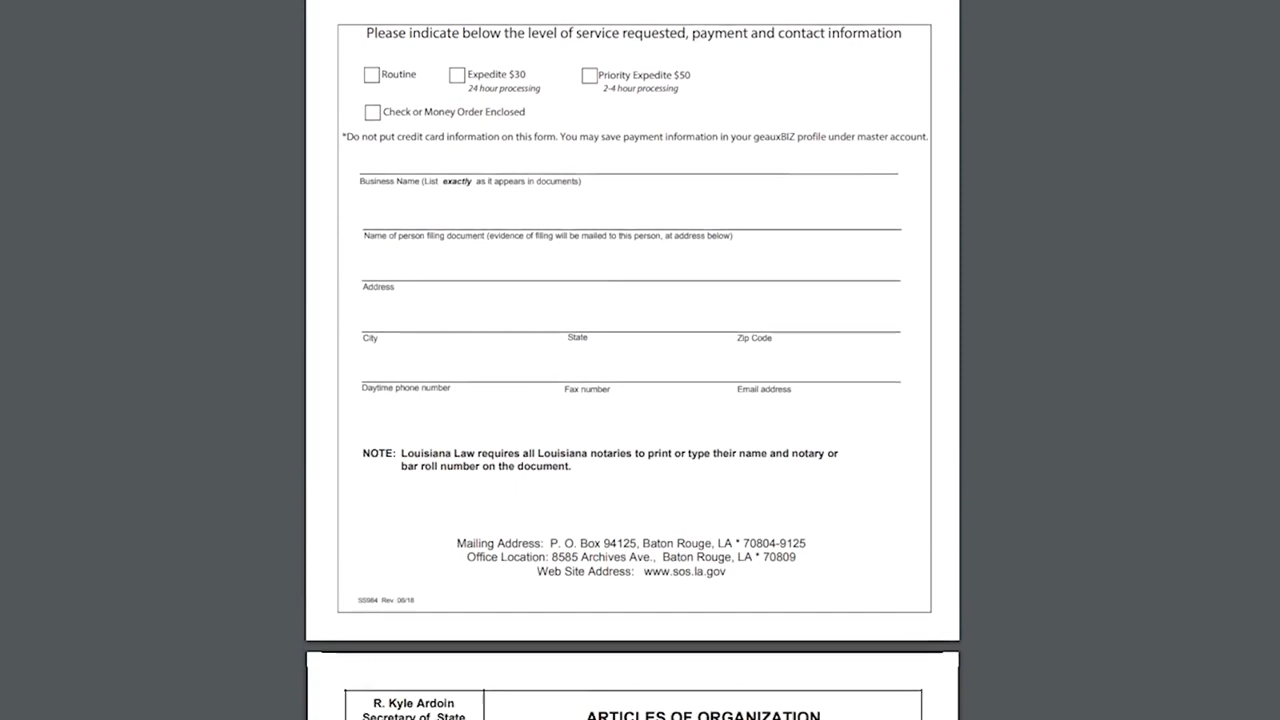 Please indicate below the level of service requested, payment and contact information
Routine Expedite $30 Priority Expedite $50
24 hour processing 2-4 hour processing
Check or Money Order Enclosed
*Do not put credit card information on this form. You may save payment information in your geauxBIZ profile under master account.
Business Name (List exactly as it appears in documents)
Name of person filing document (evidence of filing will be mailed to this person, at address below)
Address
City State Zip Code
Daytime phone number Fax number Email address
NOTE: Louisiana Law requires all Louisiana notaries to print or type their name and notary or
bar roll number on the document.
Mailing Address: P. O. Box 94125, Baton Rouge, LA * 70804-9125
Office Location: 8585 Archives Ave., Baton Rouge, LA * 70809
Web Site Address: www.sos.la.gov
SS984 Rev 06/18
R. Kyle Ardoin
Secretary of State
ARTICLES OF ORGANIZATION